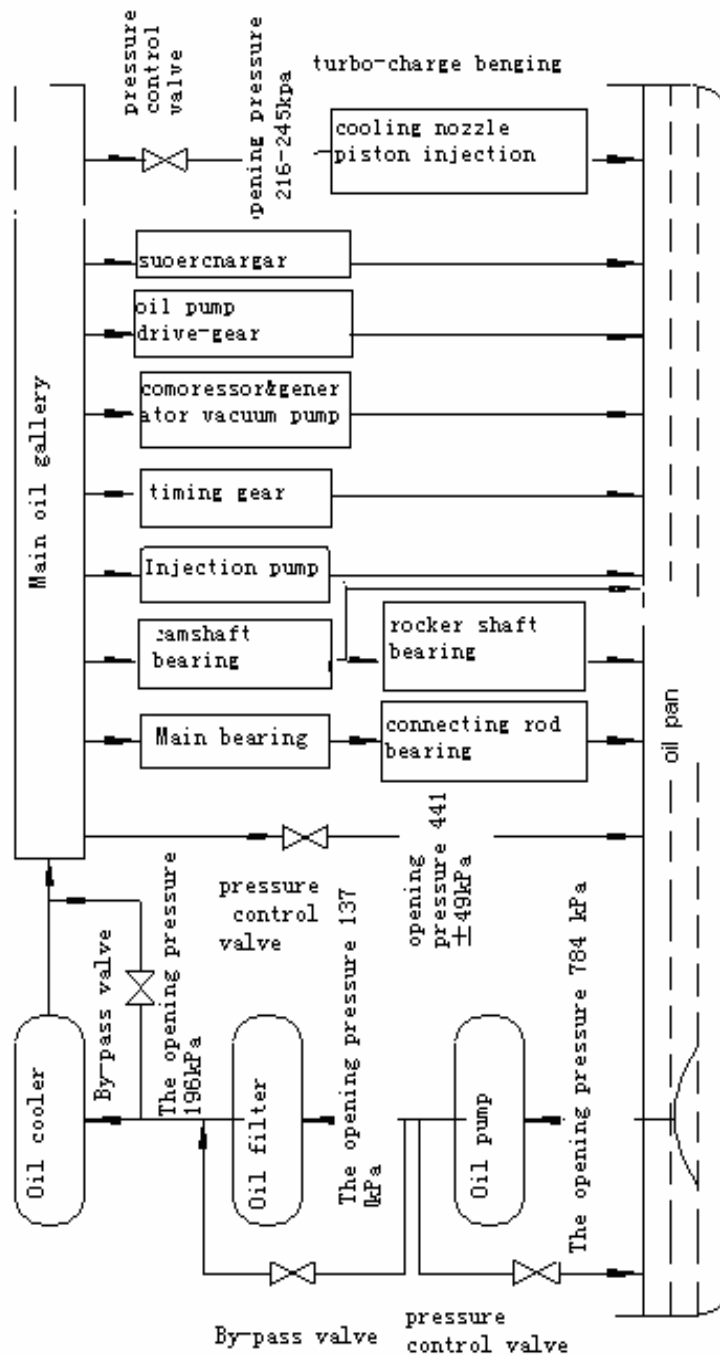 pressure
control
valve
opening pressure
216-245kpa
turbo-charge benging
cooling nozzle
piston injection
suoercnargar
oil pump
drive-gear
comoressor&gener
ator vacuum pump
timing gear
Injection pump
camshaft
bearing
rocker shaft
bearing
Main bearing
connecting rod
bearing
Main oil gallery
oil pan
pressure
control
valve
opening
pressure 441
±49kPa
By-pass valve
The opening pressure
196kPa
The opening pressure 137
0kPa
The opening pressure 784 kPa
Oil cooler
Oil filter
Oil pump
By-pass valve
pressure
control valve